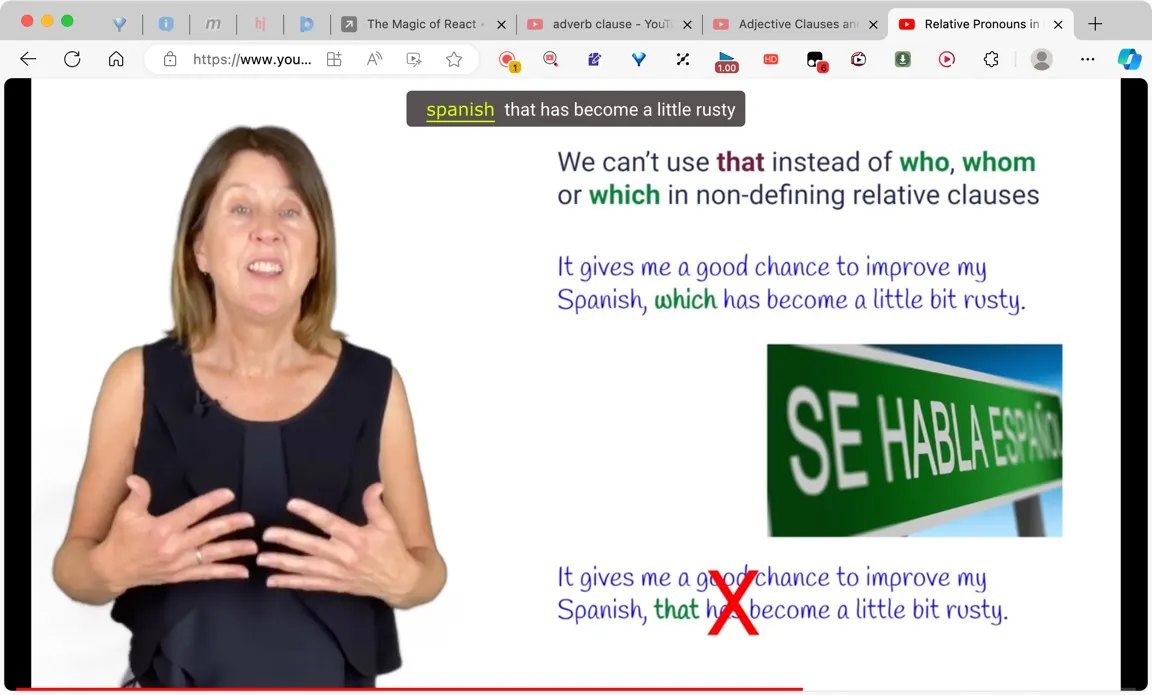 The Magic of React
adverb clause - YouT
Adjective Clauses an
Relative Pronouns in
https://www.you...
1
1.00
HD
6
spanish that has become a little rusty
We can't use that instead of who, whom
or which in non-defining relative clauses
It gives me a good chance to improve my
Spanish, which has become a little bit rusty.
SE HABLA ESPAÑOL
It gives me a good chance to improve my
Spanish, that has become a little bit rusty.
X